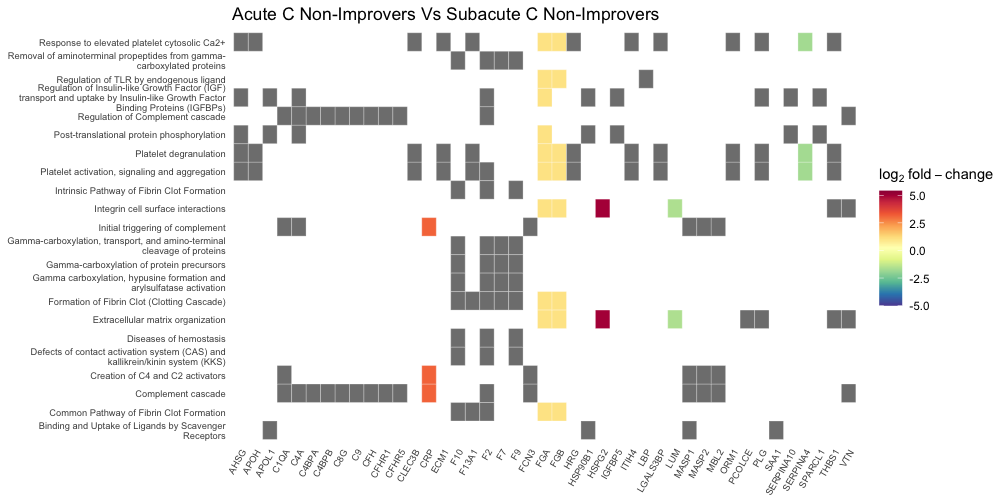 Acute C Non-Improvers Vs Subacute C Non-Improvers
Response to elevated platelet cytosolic Ca2+
Removal of aminoterminal propeptides from gamma-
carboxylated proteins
Regulation of TLR by endogenous ligand
Regulation of Insulin-like Growth Factor (IGF)
transport and uptake by Insulin-like Growth Factor
Binding Proteins (IGFBPs)
Regulation of Complement cascade
Post-translational protein phosphorylation
Platelet degranulation
Platelet activation, signaling and aggregation
Intrinsic Pathway of Fibrin Clot Formation
Integrin cell surface interactions
Initial triggering of complement
Gamma-carboxylation, transport, and amino-terminal
cleavage of proteins
Gamma-carboxylation of protein precursors
Gamma carboxylation, hypusine formation and
arylsulfatase activation
Formation of Fibrin Clot (Clotting Cascade)
Extracellular matrix organization
Diseases of hemostasis
Defects of contact activation system (CAS) and
kallikrein/kinin system (KKS)
Creation of C4 and C2 activators
Complement cascade
Common Pathway of Fibrin Clot Formation
Binding and Uptake of Ligands by Scavenger
Receptors
AHSG
APOH
APOL1
C1QA
C4A
C4BPA
C4BPB
C8G
C9
CFH
CFHR1
CFHR5
CLEC3B
CRP
ECM1
F10
F13A1
F2
F7
F9
FCN3
FGA
FGB
HRG
HSP90B1
HSPG2
IGFBP5
ITIH4
LBP
LGALS3BP
LUM
MASP1
MASP2
MBL2
ORM1
PCOLCE
PLG
SAA1
SERPINA10
SERPINA4
SPARCL1
THBS1
VTN
log2 fold − change
5.0
2.5
0.0
-2.5
-5.0